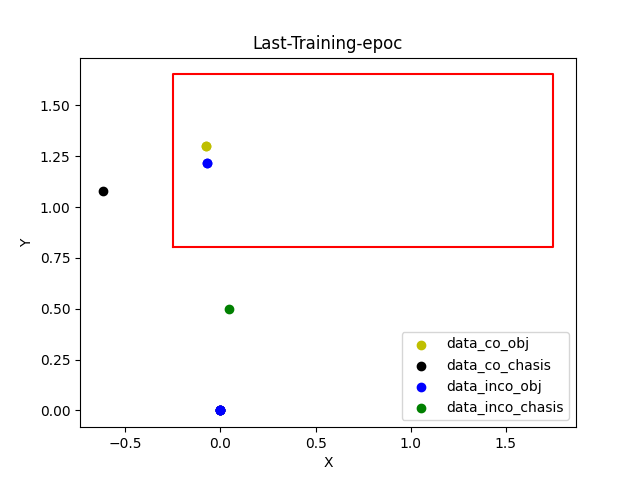 Last-Training-epoc
1.50
1.25
1.00
0.75
0.50
0.25
0.00
Y
−0.5 0.0 0.5 1.0 1.5
X
data_co_obj
data_co_chasis
data_inco_obj
data_inco_chasis